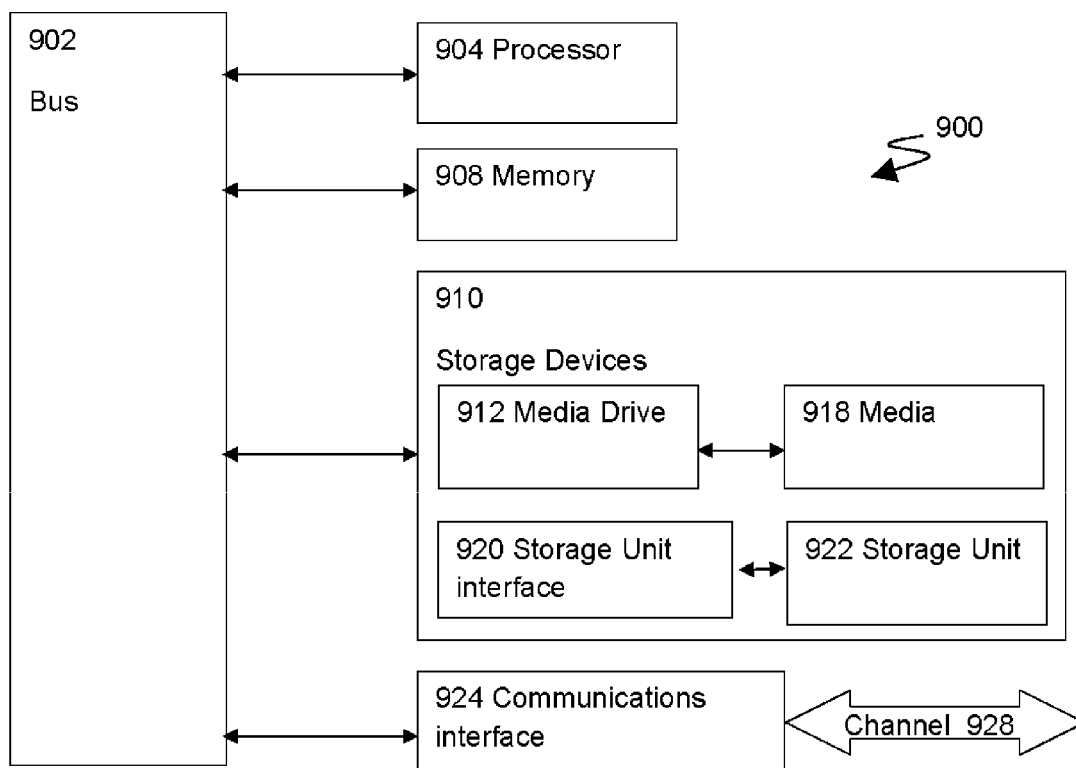 902
Bus
904 Processor
900
908 Memory
910
Storage Devices
912 Media Drive
918 Media
920 Storage Unit
interface
922 Storage Unit
924 Communications
interface
Channel 928